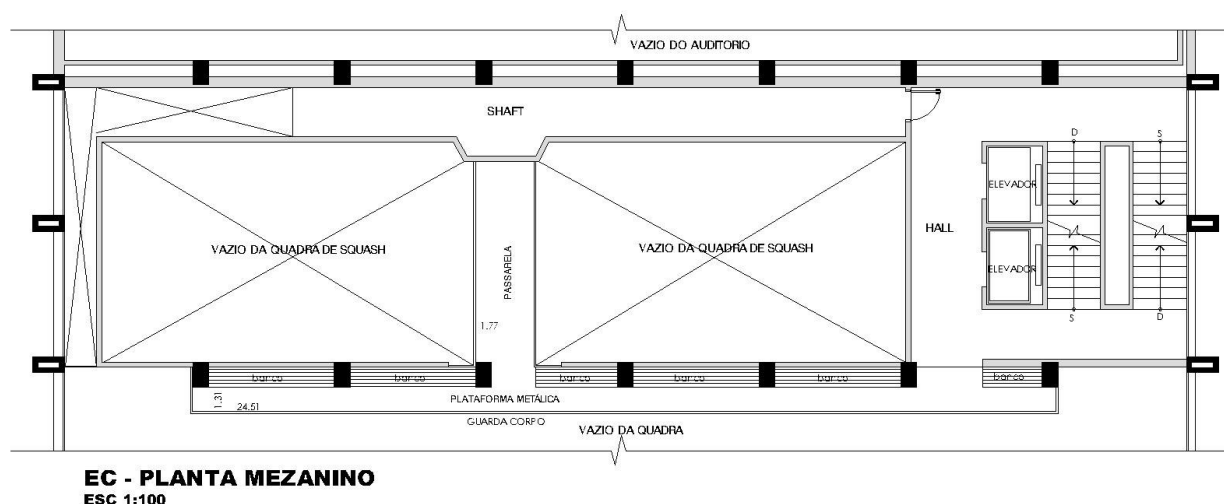 VAZIO DO AUDITORIO
SHAFT
D
S
ELEVADOR
VAZIO DA QUADRA DE SQUASH
PASSARELA
VAZIO DA QUADRA DE SQUASH
HALL
ELEVADOR
1.77
S
D
banco
banco
banco
banco
banco
banco
1.31
24.51
PLATAFORMA METÁLICA
GUARDA CORPO
VAZIO DA QUADRA
EC - PLANTA MEZANINO
ESC 1:100